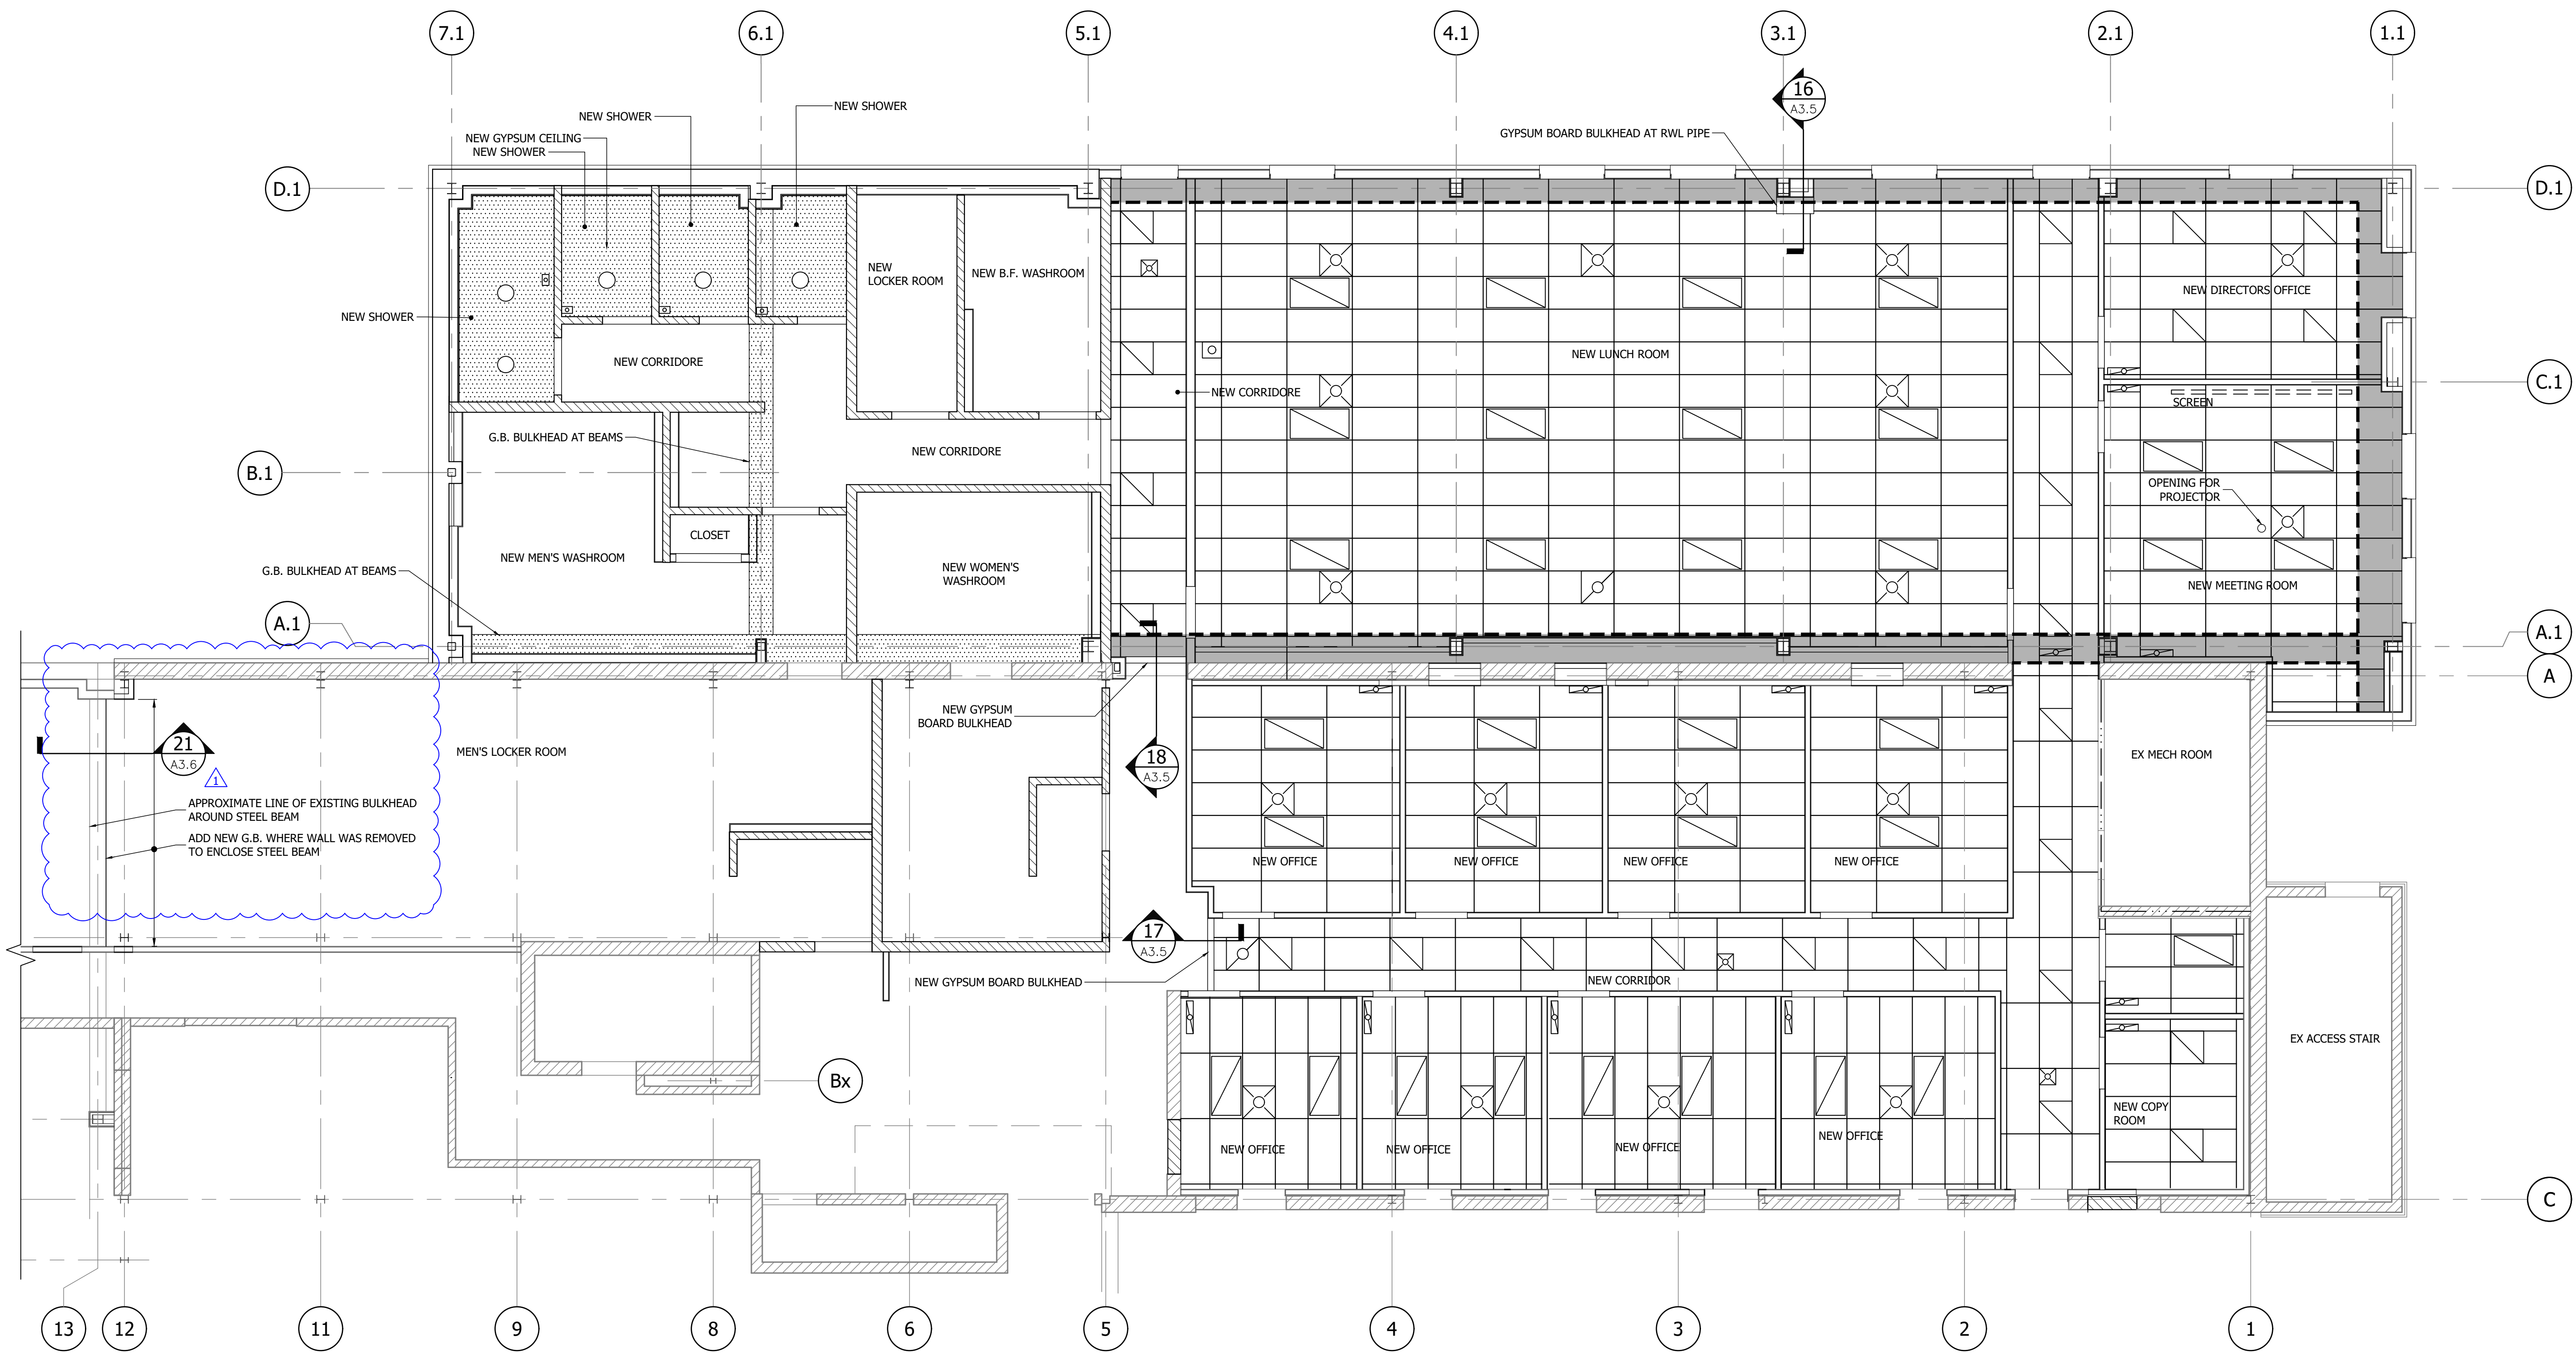 7.1
6.1
5.1
4.1
3.1
2.1
1.1
16
A3.5
NEW SHOWER
NEW SHOWER
NEW GYPSUM CEILING
NEW SHOWER
GYPSUM BOARD BULKHEAD AT RWL PIPE
D.1
D.1
NEW
LOCKER ROOM
NEW B.F. WASHROOM
NEW DIRECTORS OFFICE
NEW SHOWER
NEW CORRIDORE
NEW LUNCH ROOM
C.1
NEW CORRIDORE
SCREEN
G.B. BULKHEAD AT BEAMS
NEW CORRIDORE
B.1
OPENING FOR
PROJECTOR
CLOSET
NEW MEN'S WASHROOM
G.B. BULKHEAD AT BEAMS
NEW WOMEN'S
WASHROOM
NEW MEETING ROOM
A.1
A.1
A
NEW GYPSUM
BOARD BULKHEAD
21
A3.6
1
MEN'S LOCKER ROOM
18
A3.5
EX MECH ROOM
APPROXIMATE LINE OF EXISTING BULKHEAD
AROUND STEEL BEAM
ADD NEW G.B. WHERE WALL WAS REMOVED
TO ENCLOSE STEEL BEAM
NEW OFFICE
NEW OFFICE
NEW OFFICE
NEW OFFICE
17
A3.5
NEW GYPSUM BOARD BULKHEAD
NEW CORRIDOR
EX ACCESS STAIR
Bx
NEW COPY
ROOM
NEW OFFICE
NEW OFFICE
NEW OFFICE
NEW OFFICE
C
13
12
11
9
8
6
5
4
3
2
1